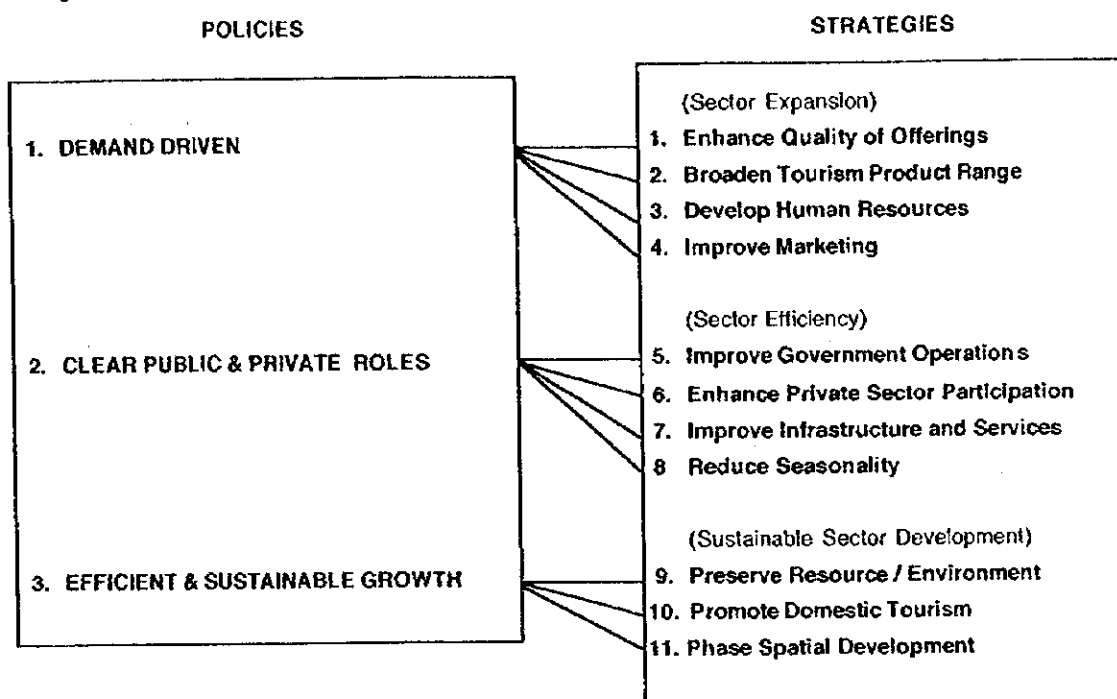 POLICIES
STRATEGIES
1. DEMAND DRIVEN
2. CLEAR PUBLIC & PRIVATE ROLES
3. EFFICIENT & SUSTAINABLE GROWTH
(Sector Expansion)
1. Enhance Quality of Offerings
2. Broaden Tourism Product Range
3. Develop Human Resources
4. Improve Marketing
(Sector Efficiency)
5. Improve Government Operations
6. Enhance Private Sector Participation
7. Improve Infrastructure and Services
8 Reduce Seasonality
(Sustainable Sector Development)
9. Preserve Resource / Environment
10. Promote Domestic Tourism
11. Phase Spatial Development